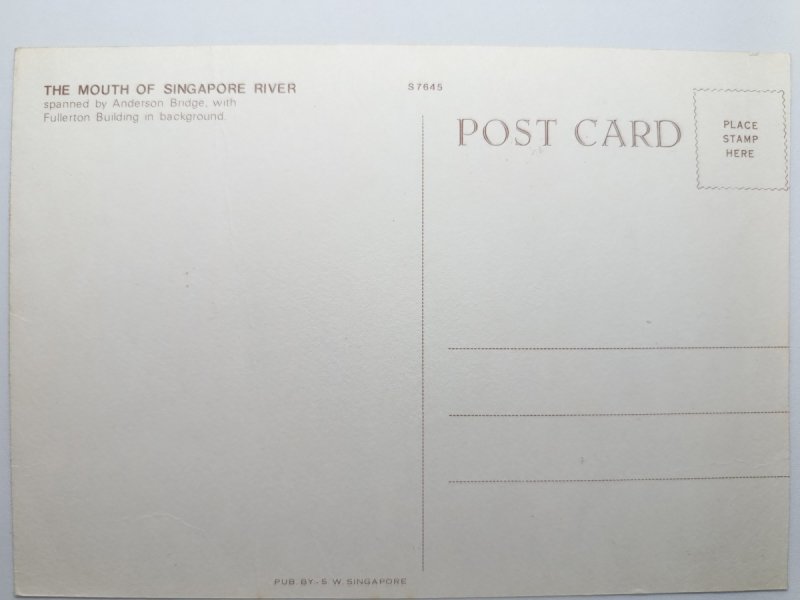 THE MOUTH OF SINGAPORE RIVER
spanned by Anderson Bridge, with
Fullerton Building in background.
S7645
POST CARD
PLACE
STAMP
HERE
PUB. BY - S. W. SINGAPORE